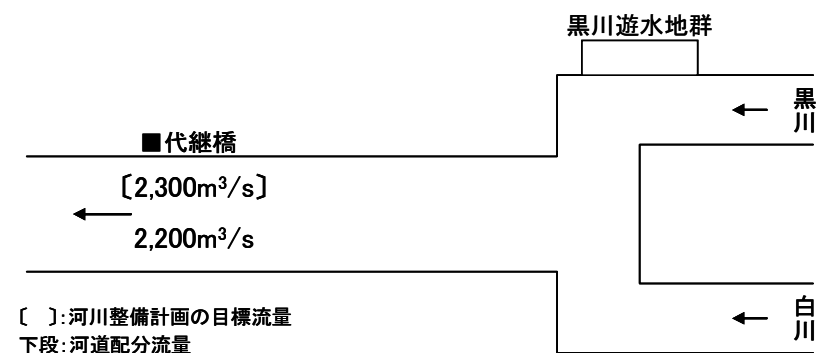 黒川遊水地群
黒川
■代継橋
〔2,300m³/s〕
2,200m³/s
〔 〕:河川整備計画の目標流量
下段:河道配分流量
白川